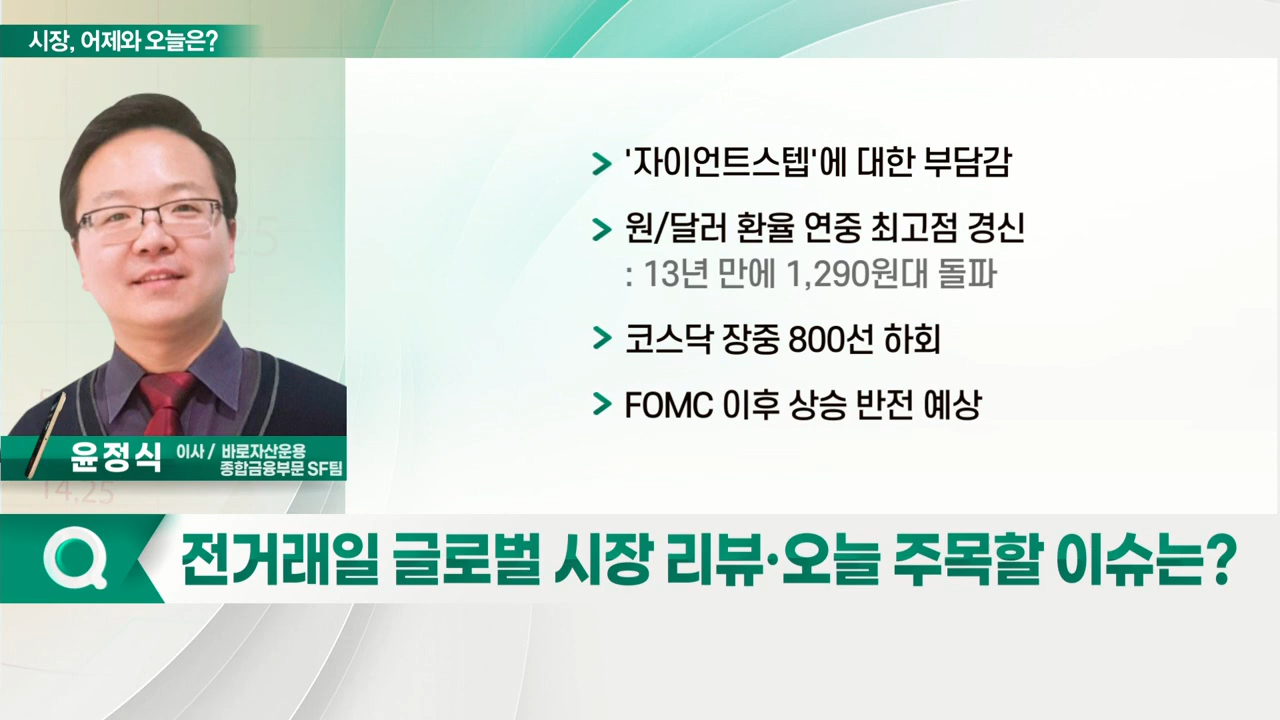 시장, 어제와 오늘은?
'자이언트스텝'에 대한 부담감
원/달러 환율 연중 최고점 경신
: 13년 만에 1,290원대 돌파
코스닥 장중 800선 하회
FOMC 이후 상승 반전 예상
윤정식 이사 / 바로자산운용
종합금융부문 SF팀
14.25
전거래일 글로벌 시장 리뷰·오늘 주목할 이슈는?